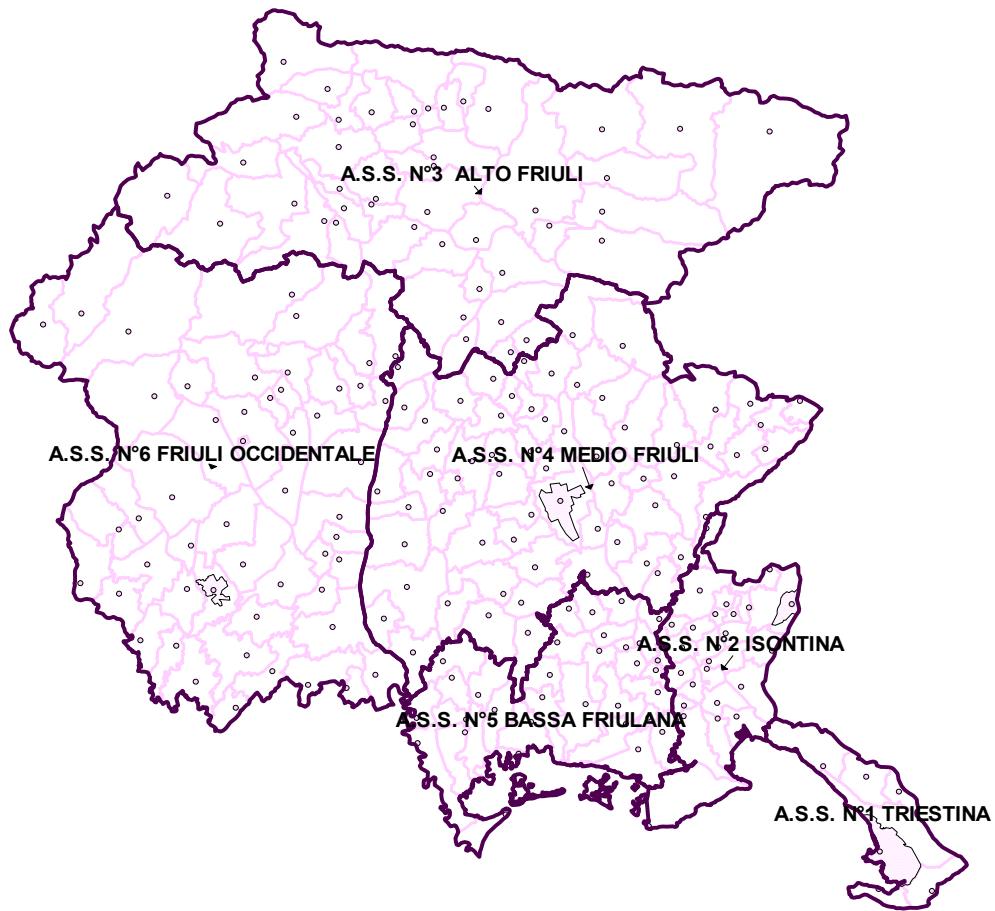 A.S.S. N°3  ALTO FRIULI
A.S.S. N°6 FRIULI OCCIDENTALE
A.S.S. N°4 MEDIO FRIULI
A.S.S. N°2 ISONTINA
A.S.S. N°5 BASSA FRIULANA
A.S.S. N°1 TRIESTINA